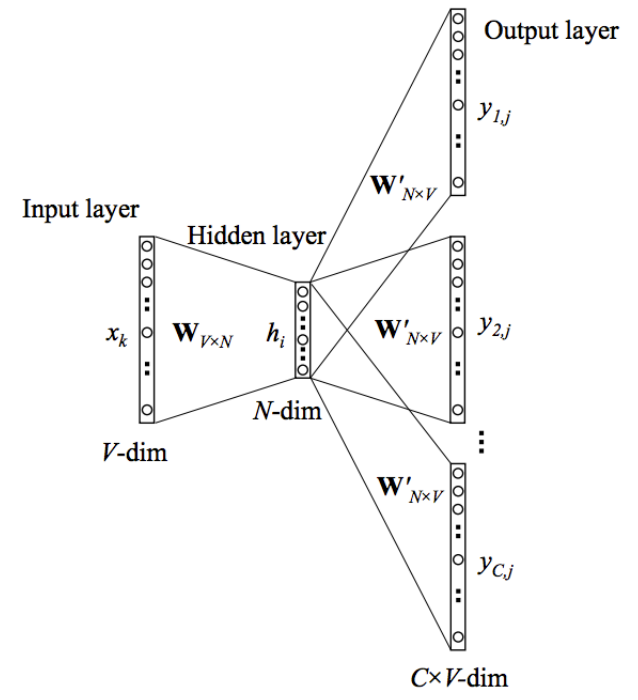 Output layer
y1,j
W'N×V
Input layer
Hidden layer
xk
WV×N
hi
W'N×V
y2,j
N-dim
V-dim
W'N×V
yC,j
C×V-dim